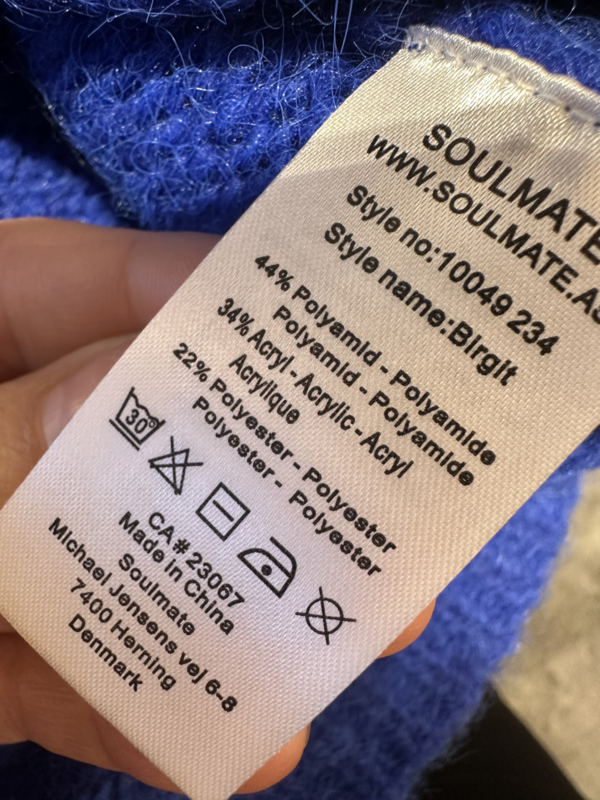 SOULMATE
WWW.SOULMATE.AS
Style no:10049 234
Style name:Birgit
44% Polyamid - Polyamide
Polyamid - Polyamide
34% Acryl - Acrylic - Acryl
Acrylique
22% Polyester - Polyester
Polyester - Polyester
30°
CA# 23067
Made in China
Soulmate
Michael Jensens vej 6-8
7400 Herning
Denmark